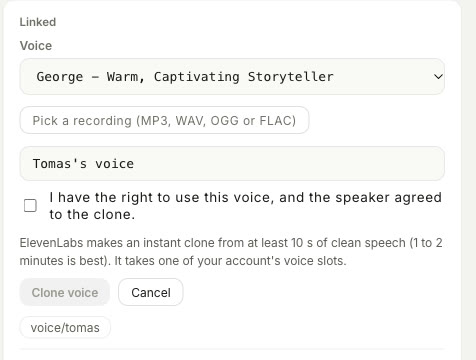 Linked
Voice
George — Warm, Captivating Storyteller
Pick a recording (MP3, WAV, OGG or FLAC)
Tomas's voice
I have the right to use this voice, and the speaker agreed
to the clone.
ElevenLabs makes an instant clone from at least 10 s of clean speech (1 to 2
minutes is best). It takes one of your account's voice slots.
Clone voice
Cancel
voice/tomas